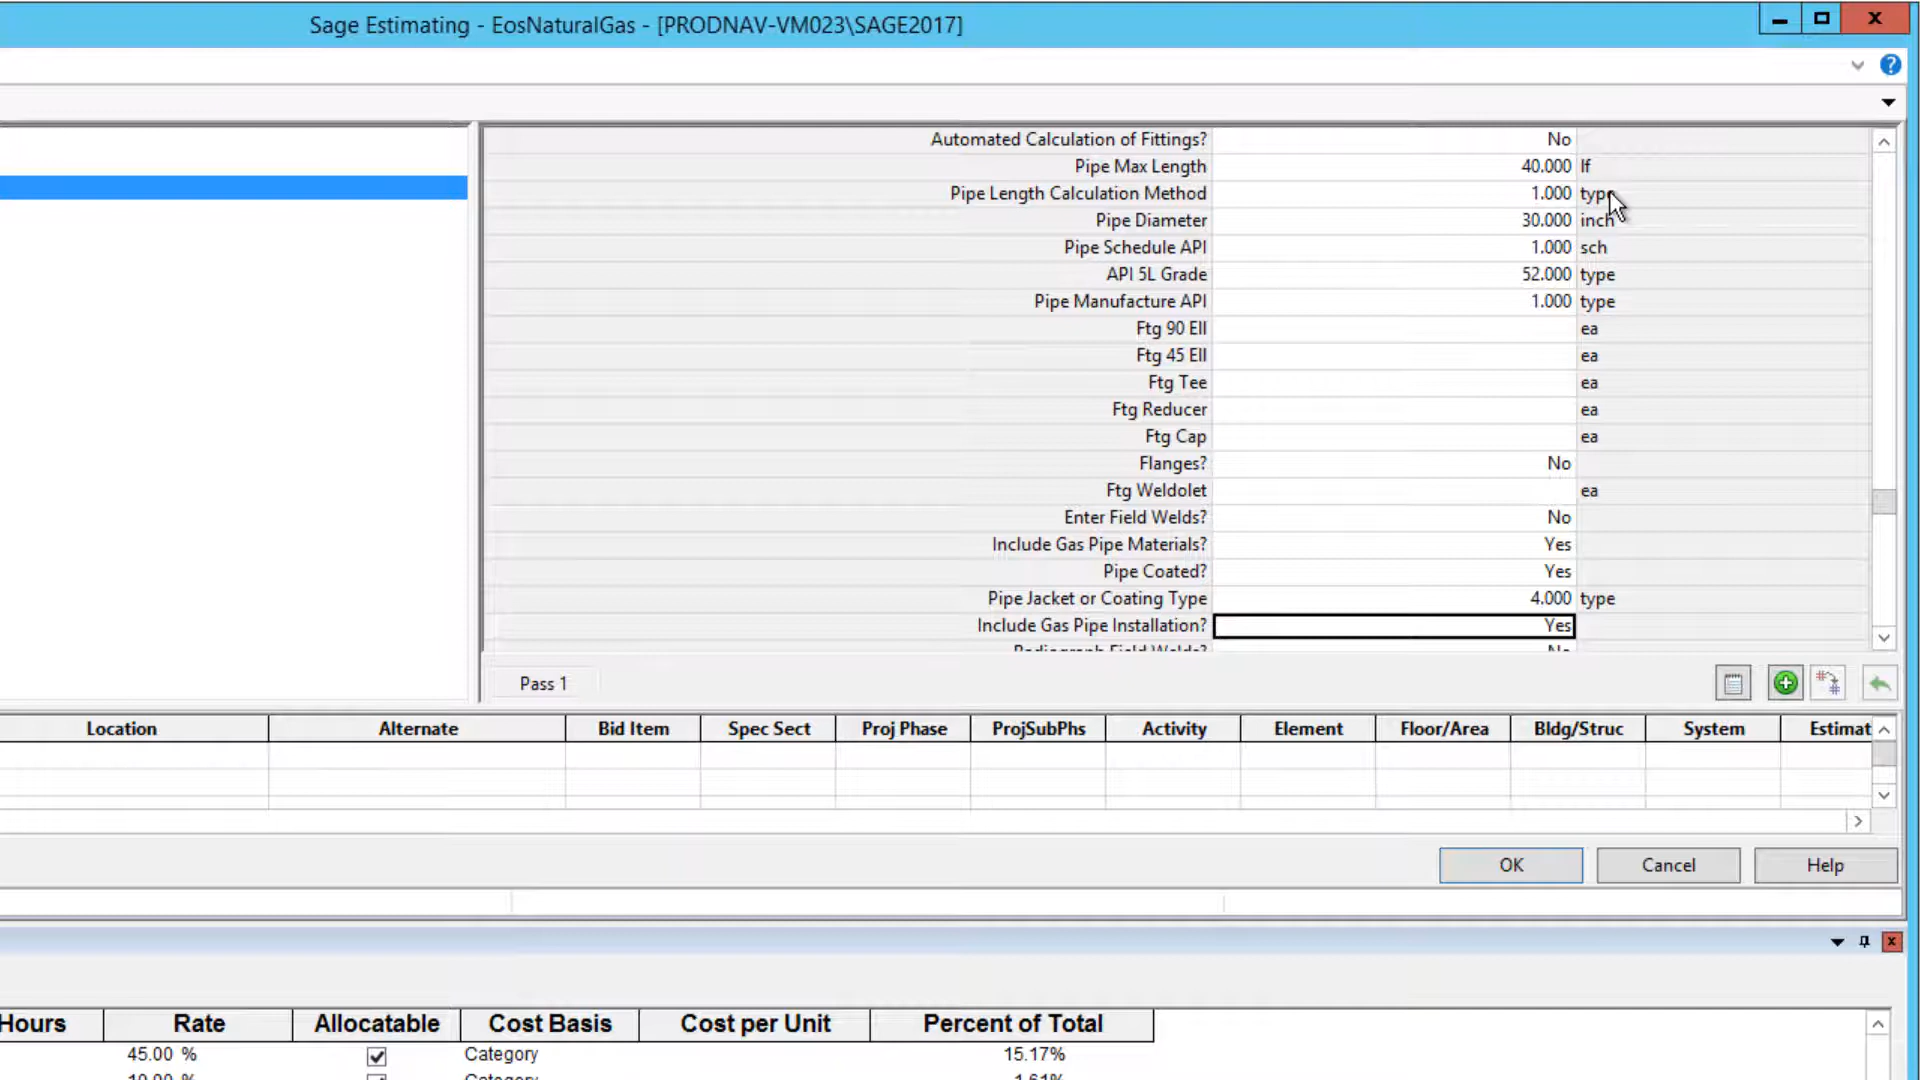 Sage Estimating - EosNaturalGas - [PRODNAV-VM023\SAGE2017]
Automated Calculation of Fittings? No
Pipe Max Length 40.000 lf
Pipe Length Calculation Method 1.000 type
Pipe Diameter 30.000 inch
Pipe Schedule API 1.000 sch
API 5L Grade 52.000 type
Pipe Manufacture API 1.000 type
Ftg 90 Ell ea
Ftg 45 Ell ea
Ftg Tee ea
Ftg Reducer ea
Ftg Cap ea
Flanges? No
Ftg Weldolet ea
Enter Field Welds? No
Include Gas Pipe Materials? Yes
Pipe Coated? Yes
Pipe Jacket or Coating Type 4.000 type
Include Gas Pipe Installation? Yes
Radiograph Field Welds? No
Pass 1
Location Alternate Bid Item Spec Sect Proj Phase ProjSubPhs Activity Element Floor/Area Bldg/Struc System Estimat
OK Cancel Help
Hours Rate Allocatable Cost Basis Cost per Unit Percent of Total
45.00 % Category 15.17%
10.00 % Category 1.61%